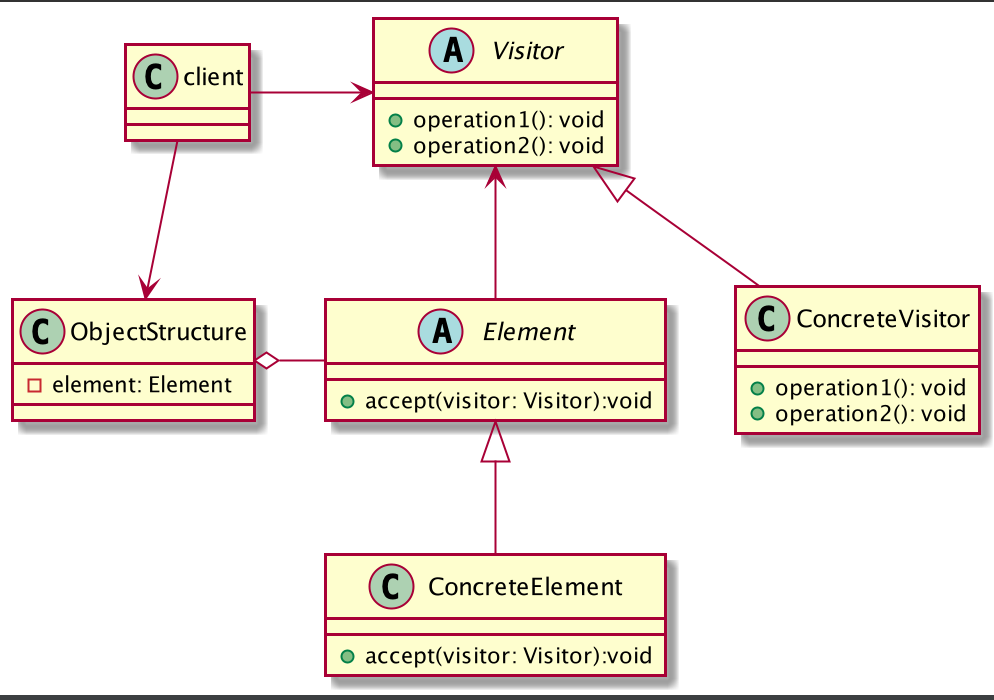 C client
A Visitor
operation1(): void
operation2(): void
C ObjectStructure
element: Element
A Element
accept(visitor: Visitor):void
C ConcreteVisitor
operation1(): void
operation2(): void
C ConcreteElement
accept(visitor: Visitor):void